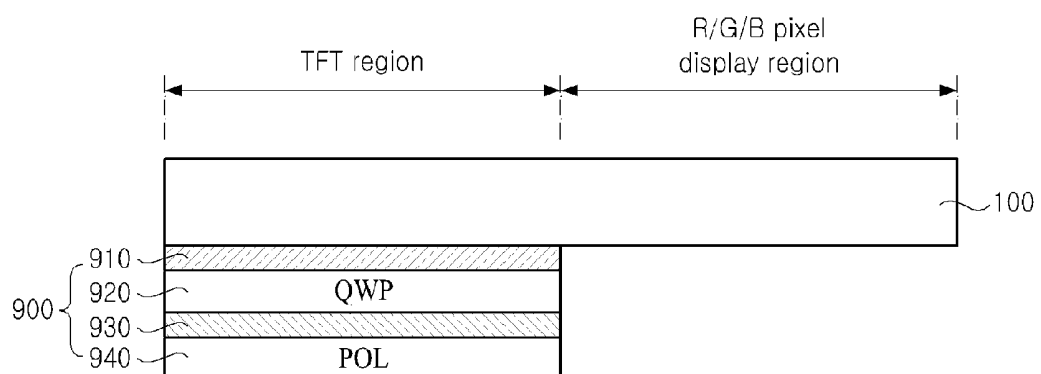 R/G/B pixel
TFT region
display region
100
910
920
QWP
900
930
940
POL